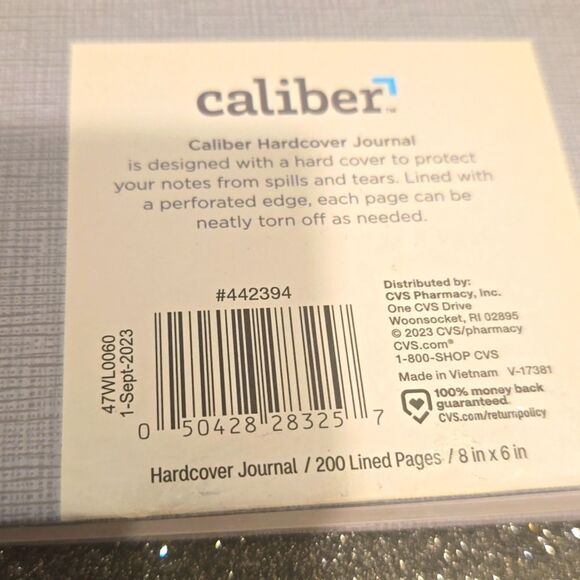 caliber™
Caliber Hardcover Journal
is designed with a hard cover to protect
your notes from spills and tears. Lined with
a perforated edge, each page can be
neatly torn off as needed.
#442394
47WL0060
1-Sept-2023
0 50428 28325 7
Distributed by:
CVS Pharmacy, Inc.
One CVS Drive
Woonsocket, RI 02895
© 2023 CVS/pharmacy
CVS.com®
1-800-SHOP CVS
Made in Vietnam V-17381
100% money back
guaranteed.
CVS.com/returnpolicy
Hardcover Journal / 200 Lined Pages / 8 in x 6 in